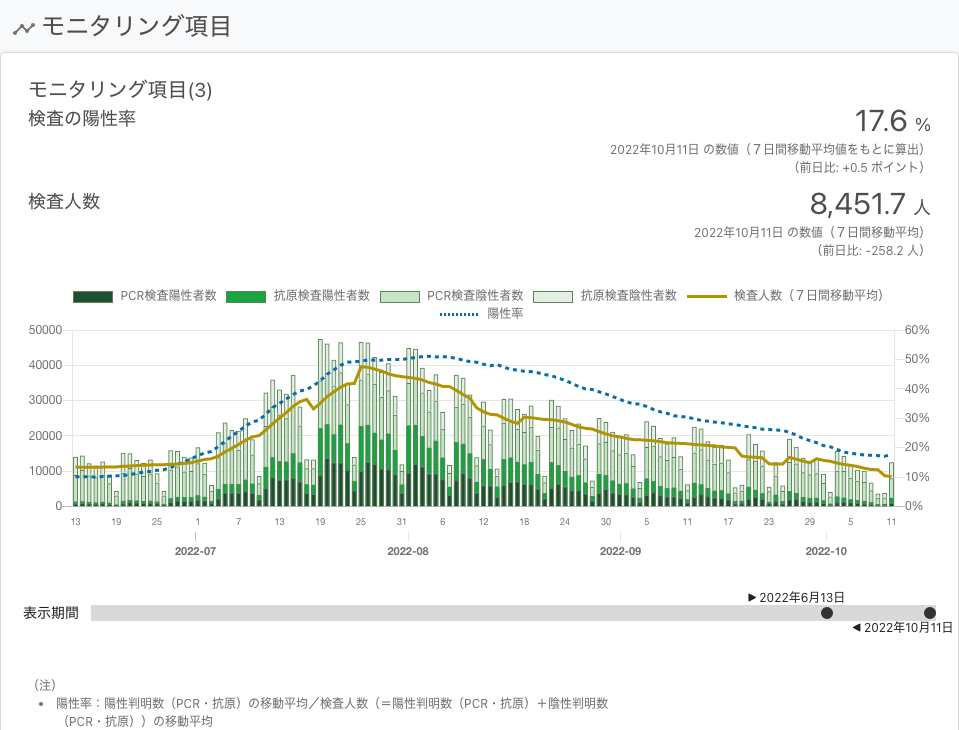 モニタリング項目
モニタリング項目(3)
検査の陽性率
17.6 %
2022年10月11日 の数値（７日間移動平均値をもとに算出）
（前日比: +0.5 ポイント）
検査人数
8,451.7 人
2022年10月11日 の数値（７日間移動平均）
（前日比: -258.2 人）
PCR検査陽性者数 抗原検査陽性者数 PCR検査陰性者数 抗原検査陰性者数 検査人数（７日間移動平均）
陽性率
50000 60%
50%
40000
40%
30000
30%
20000
20%
10000
10%
0 0%
13 19 25 1 7 13 19 25 31 6 12 18 24 30 5 11 17 23 29 5 11
2022-07 2022-08 2022-09 2022-10
▶ 2022年6月13日
表示期間
◀ 2022年10月11日
（注）
• 陽性率：陽性判明数（PCR・抗原）の移動平均／検査人数（＝陽性判明数（PCR・抗原）＋陰性判明数
（PCR・抗原））の移動平均